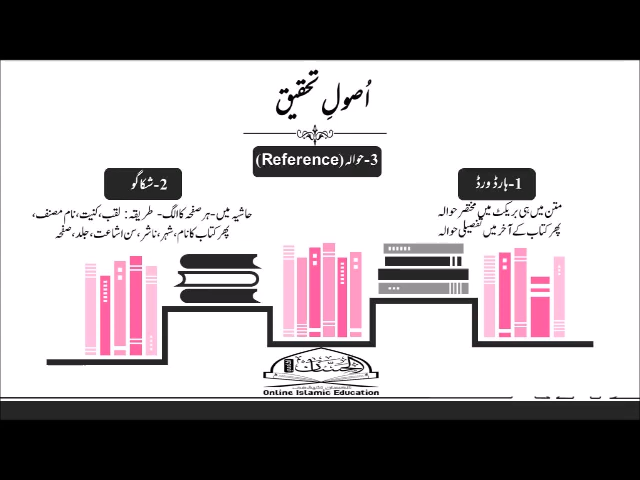 اُصولِ تحقیق
3-حوالہ (Reference)
1-ہارڈورڈ
متن میں ہی بریکٹ میں مختصر حوالہ
پھر کتاب کے آخر میں تفصیلی حوالہ
2-شکاگو
حاشیہ میں-ہر صفحہ کا الگ- طریقہ: لقب، کنیت، نام مصنف،
پھر کتاب کا نام، شہر، ناشر، سن اشاعت، جلد، صفحہ
Online Islamic Education